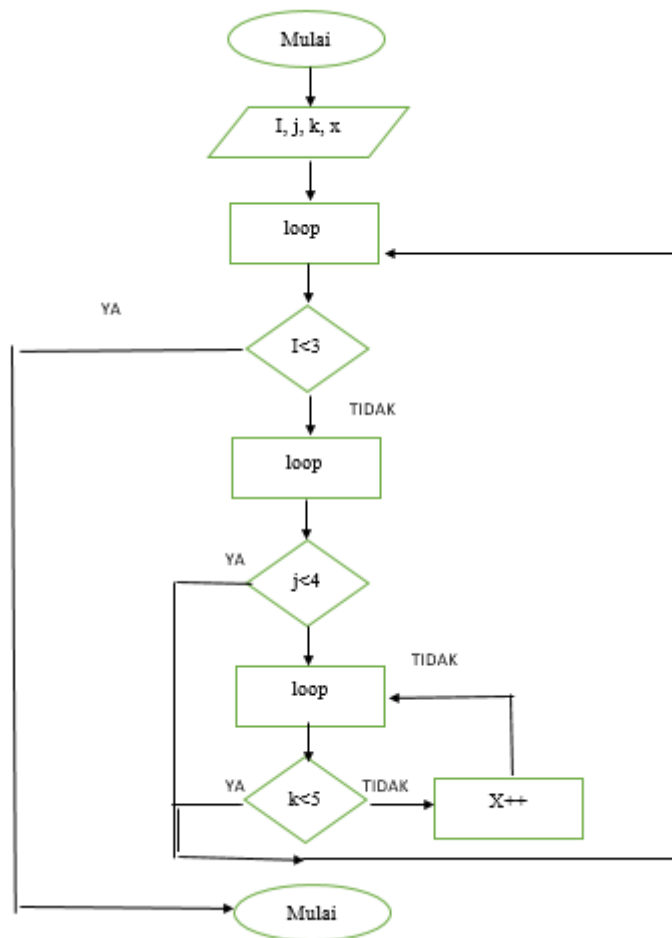 Mulai
I, j, k, x
loop
YA
I<3
TIDAK
loop
YA
j<4
TIDAK
loop
YA
k<5
TIDAK
X++
Mulai